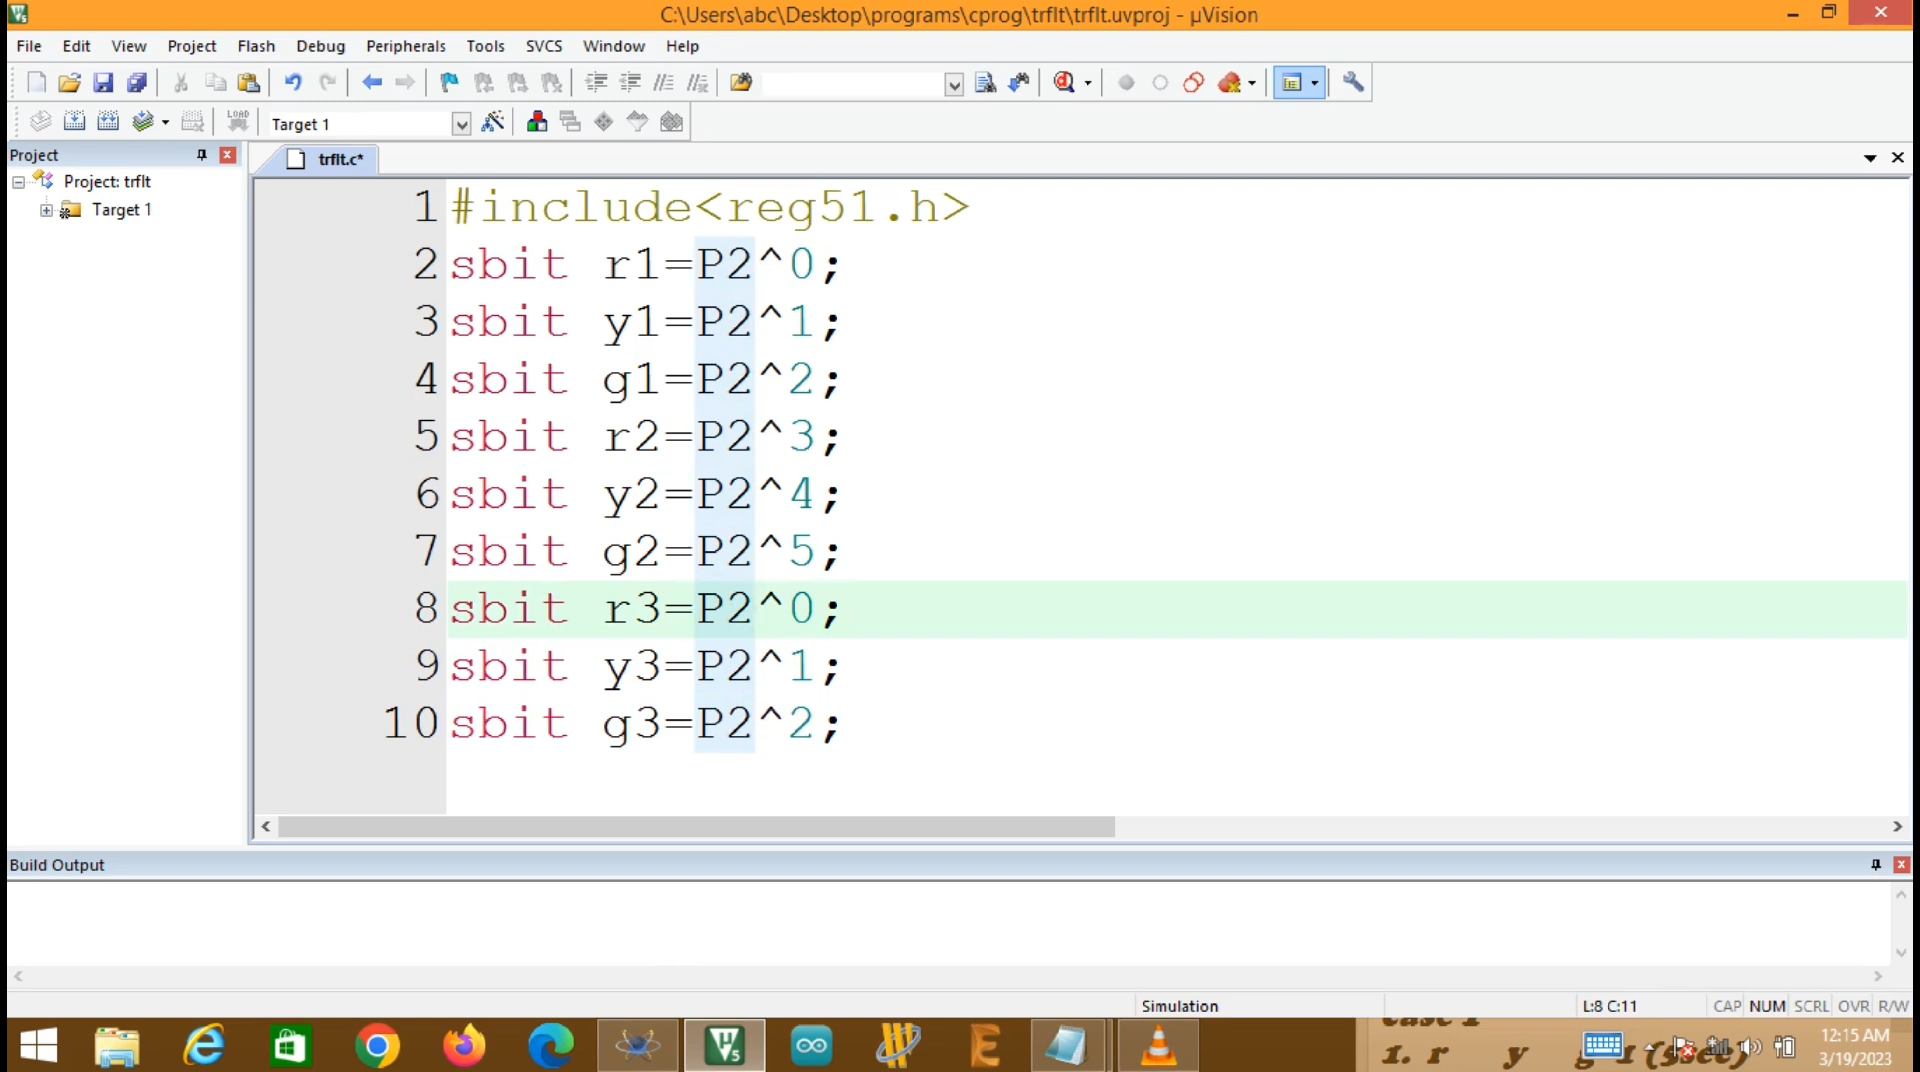 C:\Users\abc\Desktop\programs\cprog\trflt\trflt.uvproj - µVision
File Edit View Project Flash Debug Peripherals Tools SVCS Window Help
LOAD Target 1
Project
trflt.c*
Project: trflt
Target 1
1 #include<reg51.h>
2 sbit r1=P2^0;
3 sbit y1=P2^1;
4 sbit g1=P2^2;
5 sbit r2=P2^3;
6 sbit y2=P2^4;
7 sbit g2=P2^5;
8 sbit r3=P2^0;
9 sbit y3=P2^1;
10 sbit g3=P2^2;
Build Output
Simulation L:8 C:11 CAP NUM SCRL OVR R/W
12:15 AM
1. r y
3/19/2023